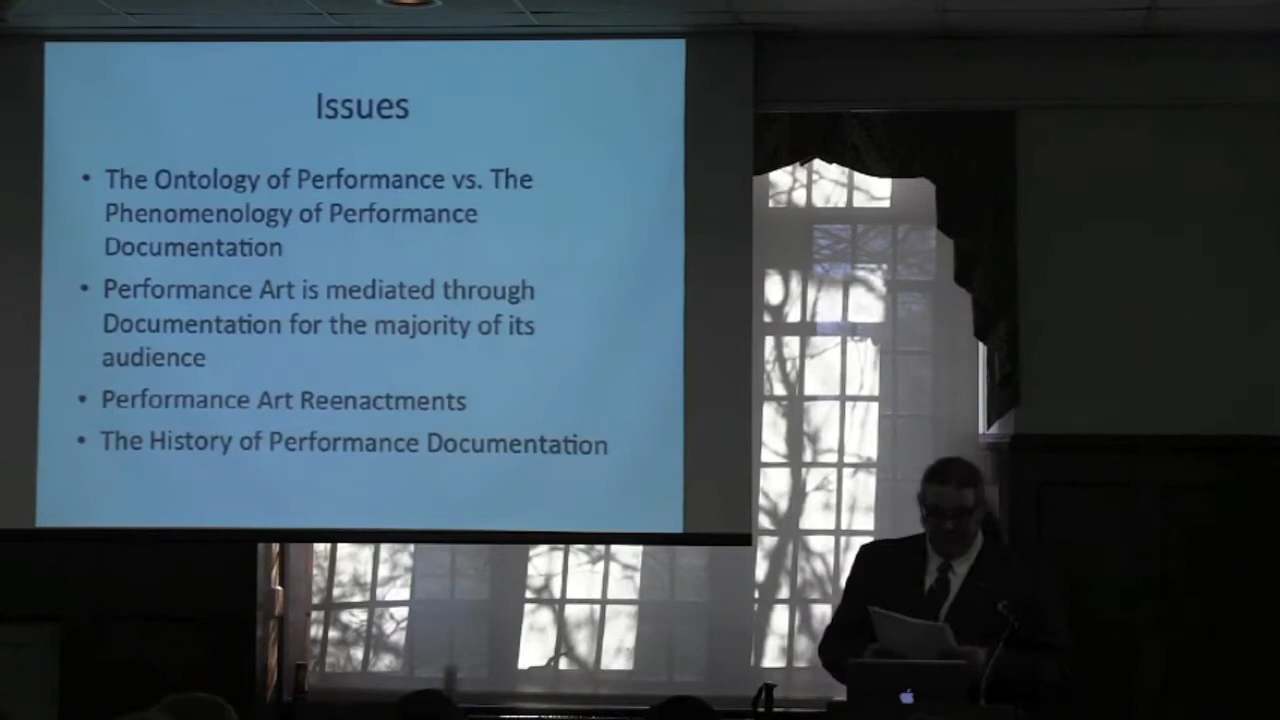 Issues
• The Ontology of Performance vs. The
Phenomenology of Performance
Documentation
• Performance Art is mediated through
Documentation for the majority of its
audience
• Performance Art Reenactments
• The History of Performance Documentation